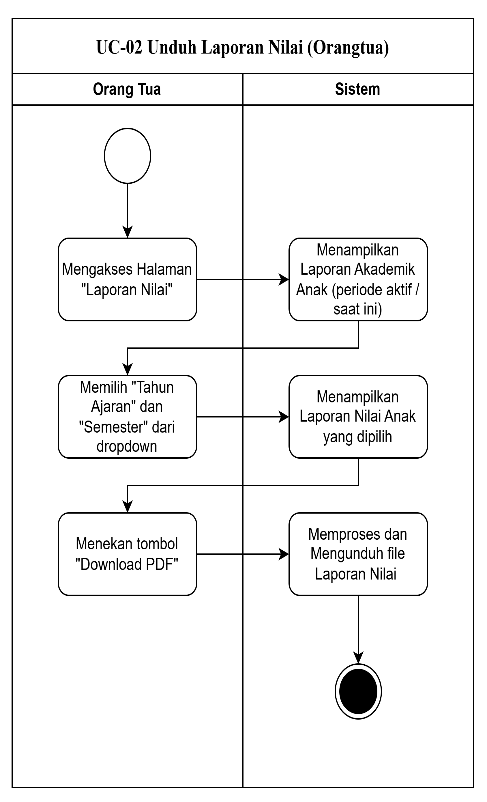 UC-02 Unduh Laporan Nilai (Orangtua)
Orang Tua
Sistem
Mengakses Halaman
"Laporan Nilai"
Menampilkan
Laporan Akademik
Anak (periode aktif /
saat ini)
Memilih "Tahun
Ajaran" dan
"Semester" dari
dropdown
Menampilkan
Laporan Nilai Anak
yang dipilih
Menekan tombol
"Download PDF"
Memproses dan
Mengunduh file
Laporan Nilai